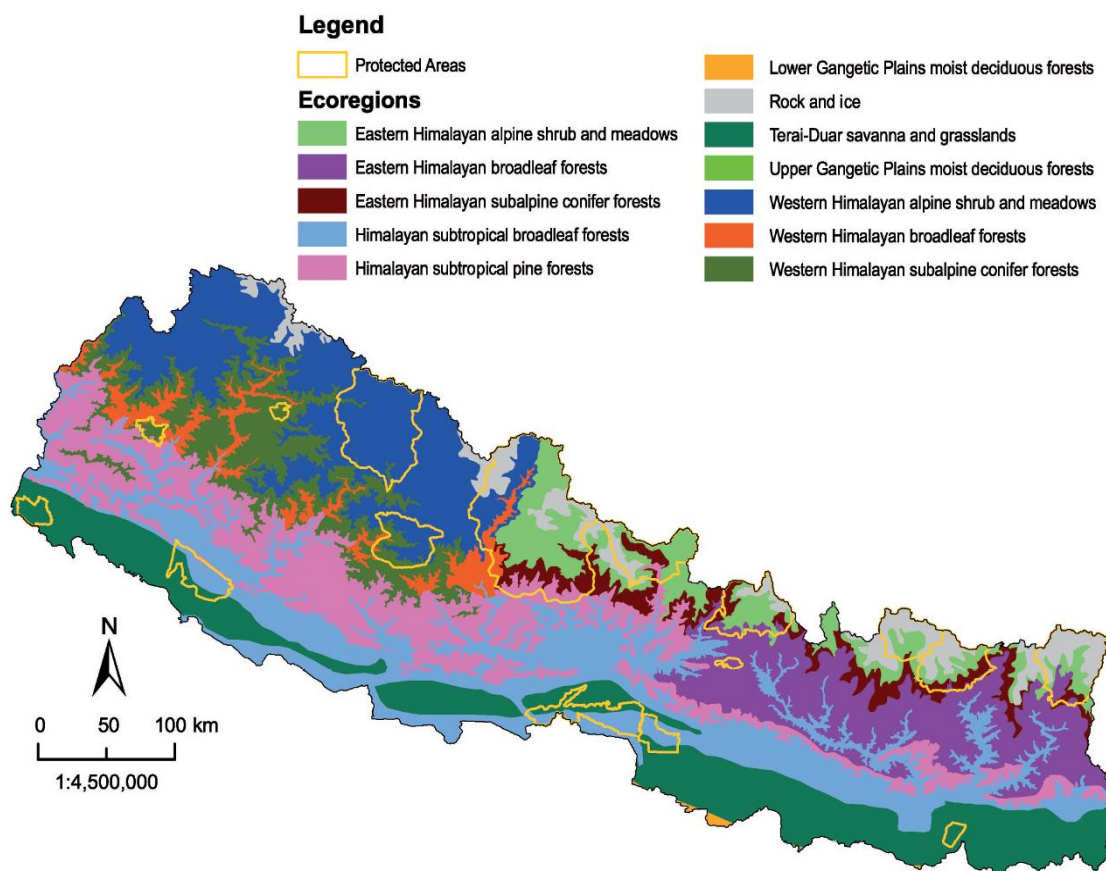 Legend
Protected Areas
Ecoregions
Eastern Himalayan alpine shrub and meadows
Eastern Himalayan broadleaf forests
Eastern Himalayan subalpine conifer forests
Himalayan subtropical broadleaf forests
Himalayan subtropical pine forests
Lower Gangetic Plains moist deciduous forests
Rock and ice
Terai-Duar savanna and grasslands
Upper Gangetic Plains moist deciduous forests
Western Himalayan alpine shrub and meadows
Western Himalayan broadleaf forests
Western Himalayan subalpine conifer forests
N
0 50 100 km
1:4,500,000